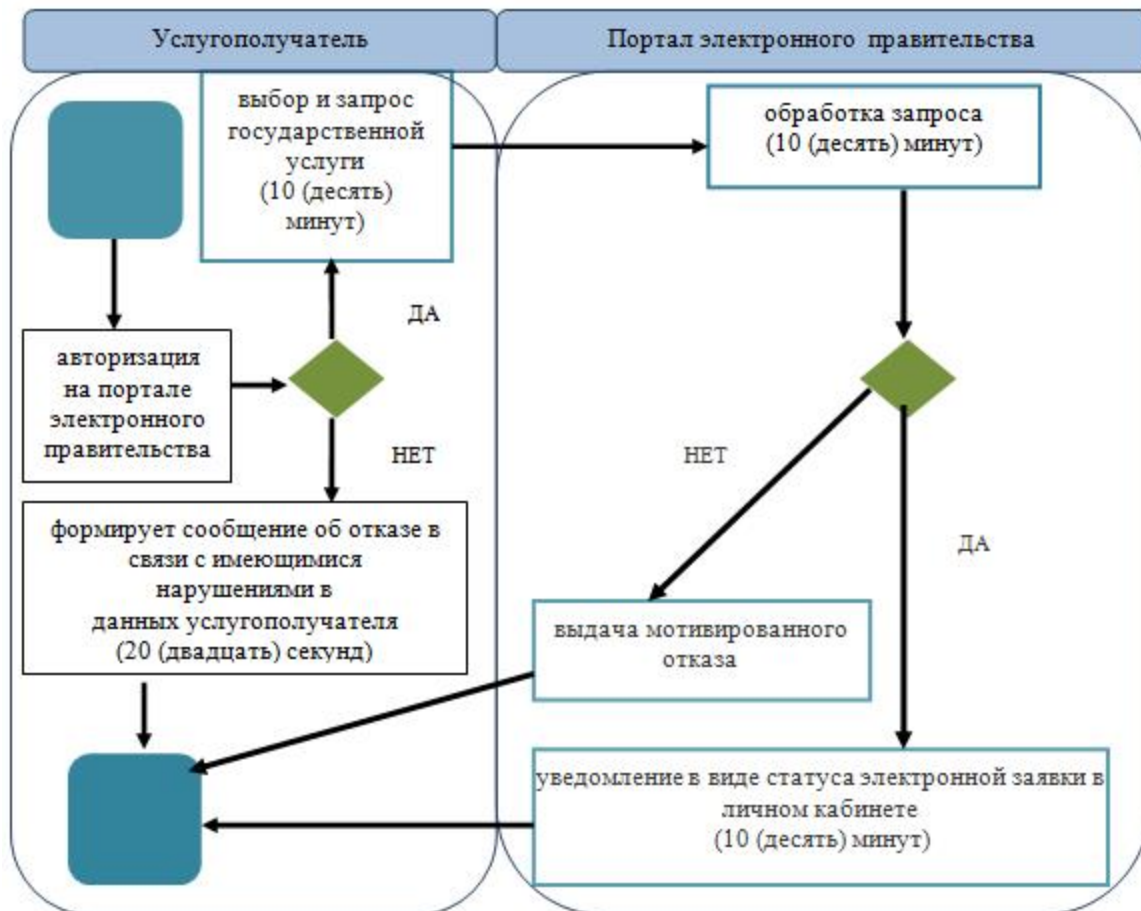 Услугополучатель
Портал электронного правительства
выбор и запрос
государственной
услуги
(10 (десять)
минут)
обработка запроса
(10 (десять) минут)
ДА
авторизация
на портале
электронного
правительства
НЕТ
НЕТ
формирует сообщение об отказе в
связи с имеющимися
нарушениями в
данных услугополучателя
(20 (двадцать) секунд)
ДА
выдача мотивированного
отказа
уведомление в виде статуса электронной заявки в
личном кабинете
(10 (десять) минут)